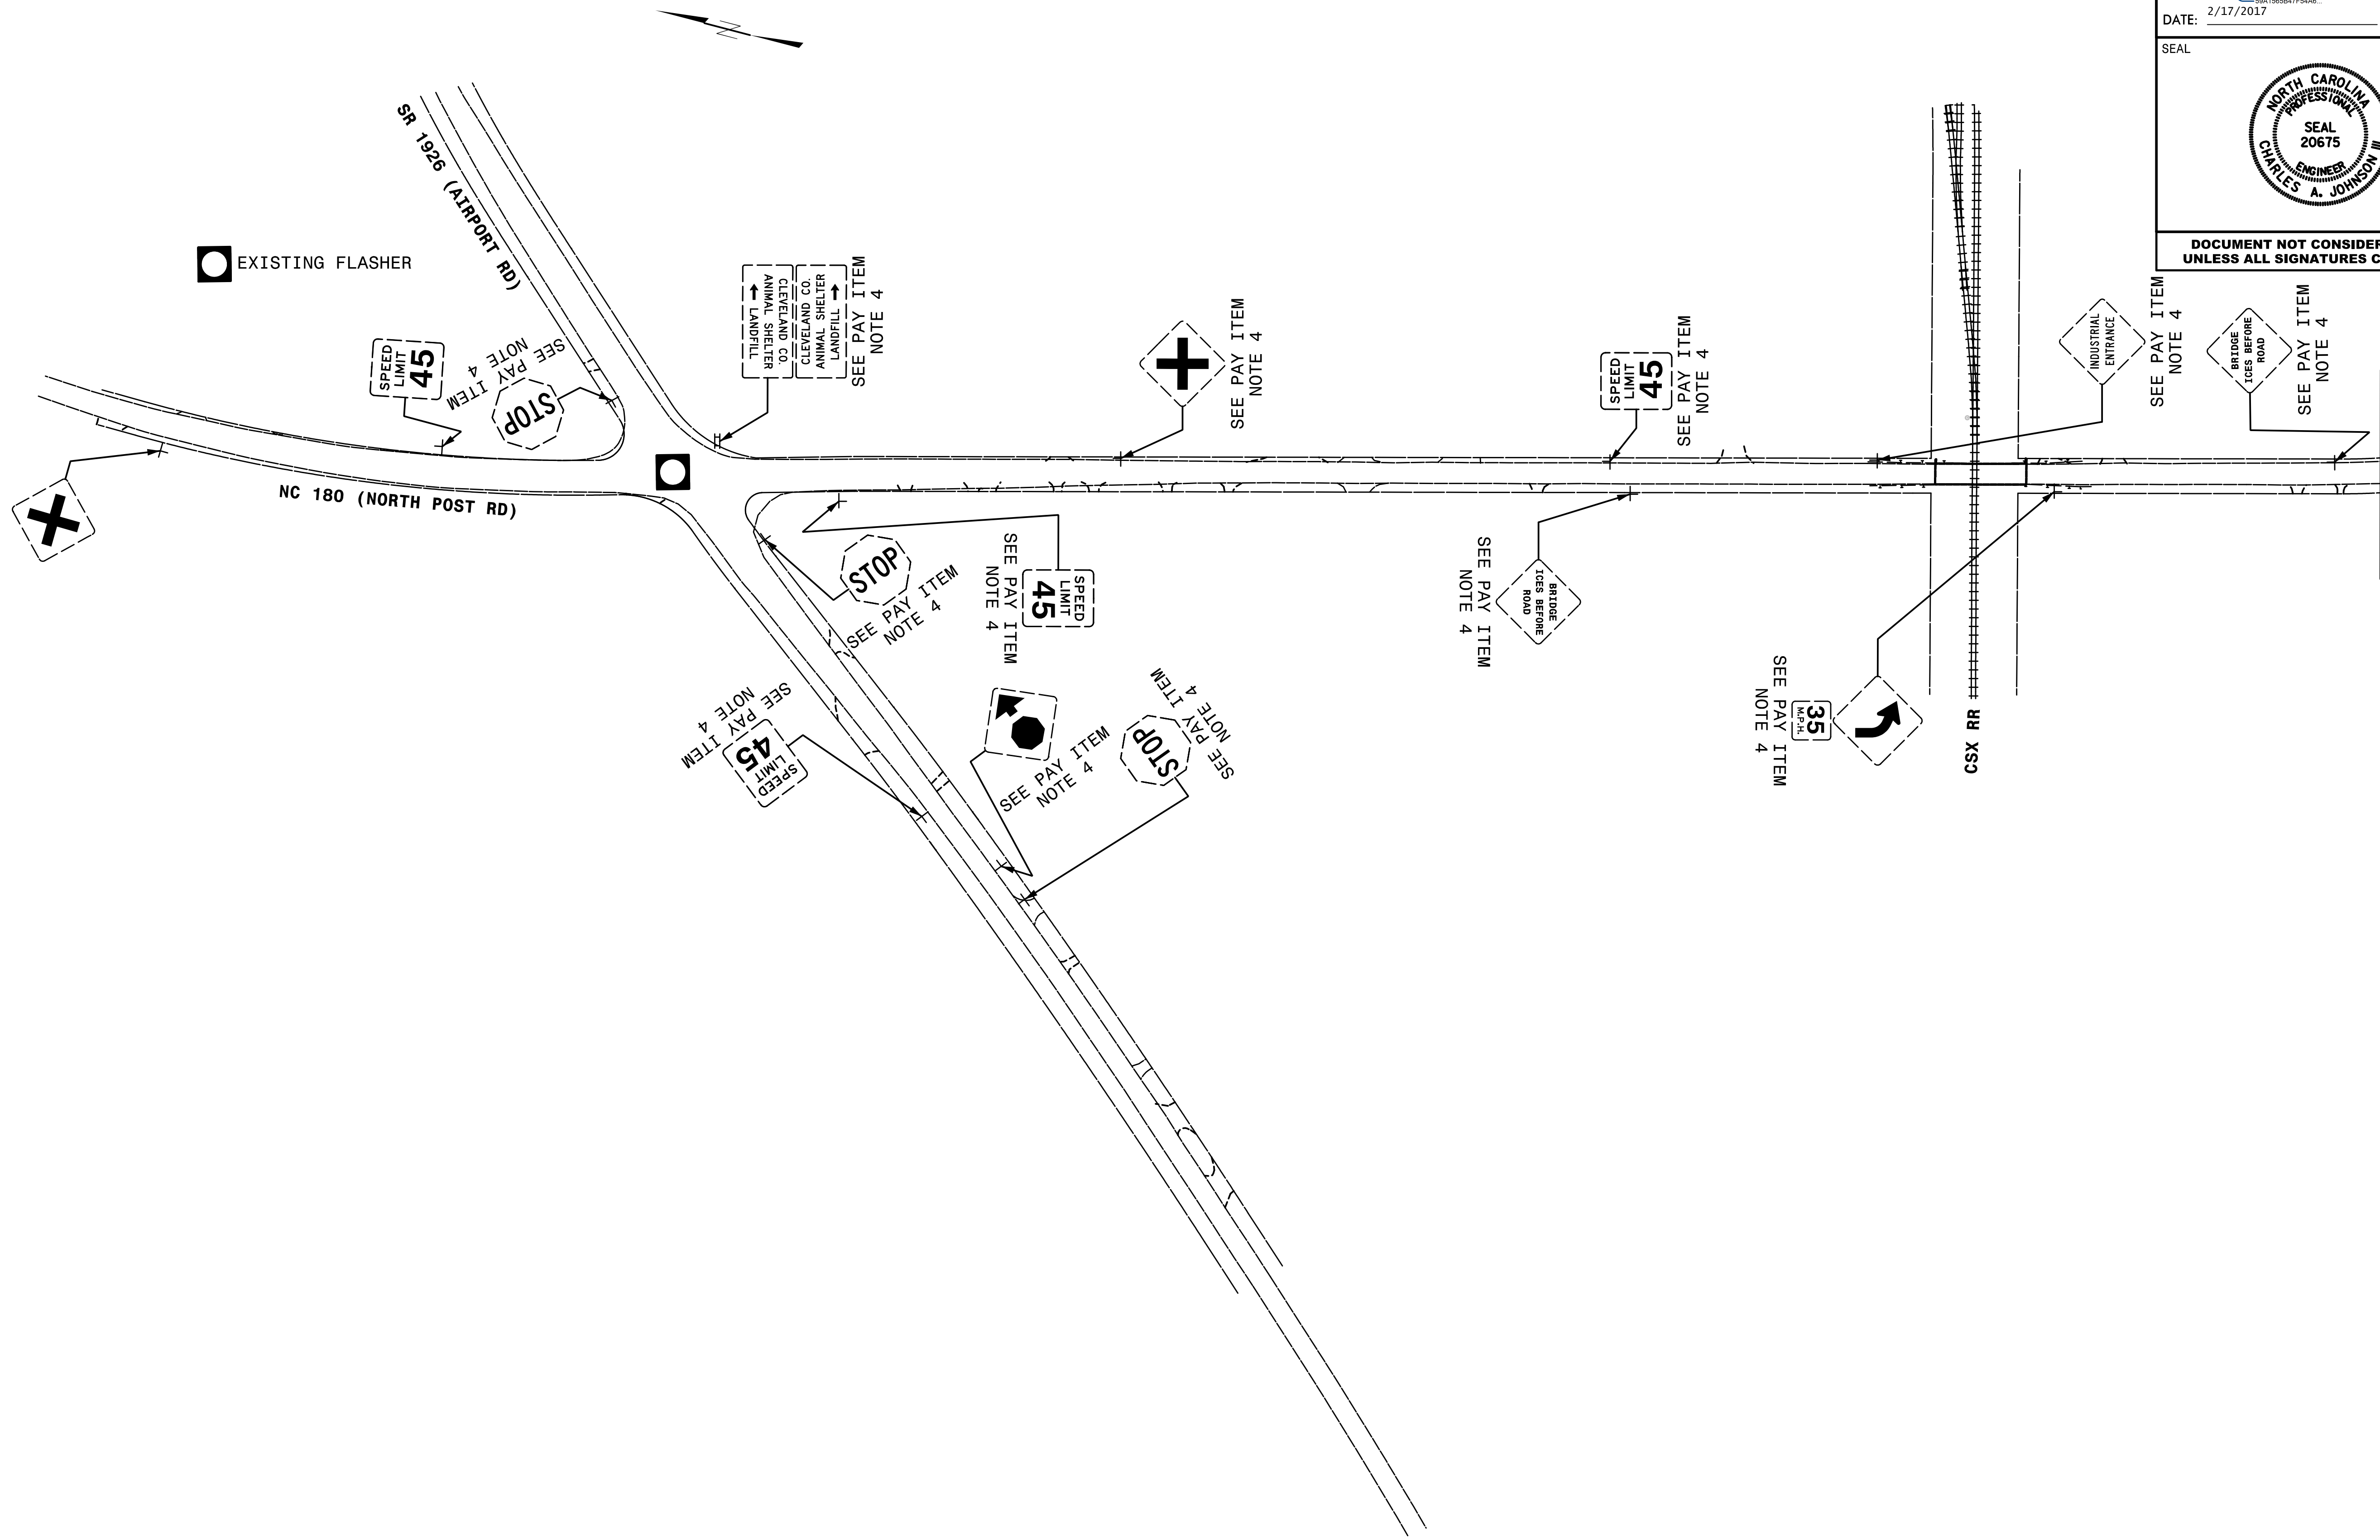 59A1565B47F54A6...
DATE: 2/17/2017
SEAL
NORTH CAROLINA
PROFESSIONAL
SEAL
20675
ENGINEER
CHARLES A. JOHNSON III
DOCUMENT NOT CONSIDER
UNLESS ALL SIGNATURES C
N
SR 1926 (AIRPORT RD)
EXISTING FLASHER
SPEED
LIMIT
45
STOP
SEE PAY ITEM
NOTE 4
NC 180 (NORTH POST RD)
CLEVELAND CO.
ANIMAL SHELTER
← LANDFILL
CLEVELAND CO.
ANIMAL SHELTER
LANDFILL →
SEE PAY ITEM
NOTE 4
SEE PAY ITEM
NOTE 4
SPEED
LIMIT
45
SEE PAY ITEM
NOTE 4
INDUSTRIAL
ENTRANCE
SEE PAY ITEM
NOTE 4
BRIDGE
ICES BEFORE
ROAD
SEE PAY ITEM
NOTE 4
STOP
SEE PAY ITEM
NOTE 4
SPEED
LIMIT
45
SEE PAY ITEM
NOTE 4
BRIDGE
ICES BEFORE
ROAD
SEE PAY ITEM
NOTE 4
SPEED
LIMIT
45
SEE PAY ITEM
NOTE 4
SEE PAY ITEM
NOTE 4
STOP
SEE PAY ITEM
NOTE 4
35
M.P.H.
SEE PAY ITEM
NOTE 4
CSX RR